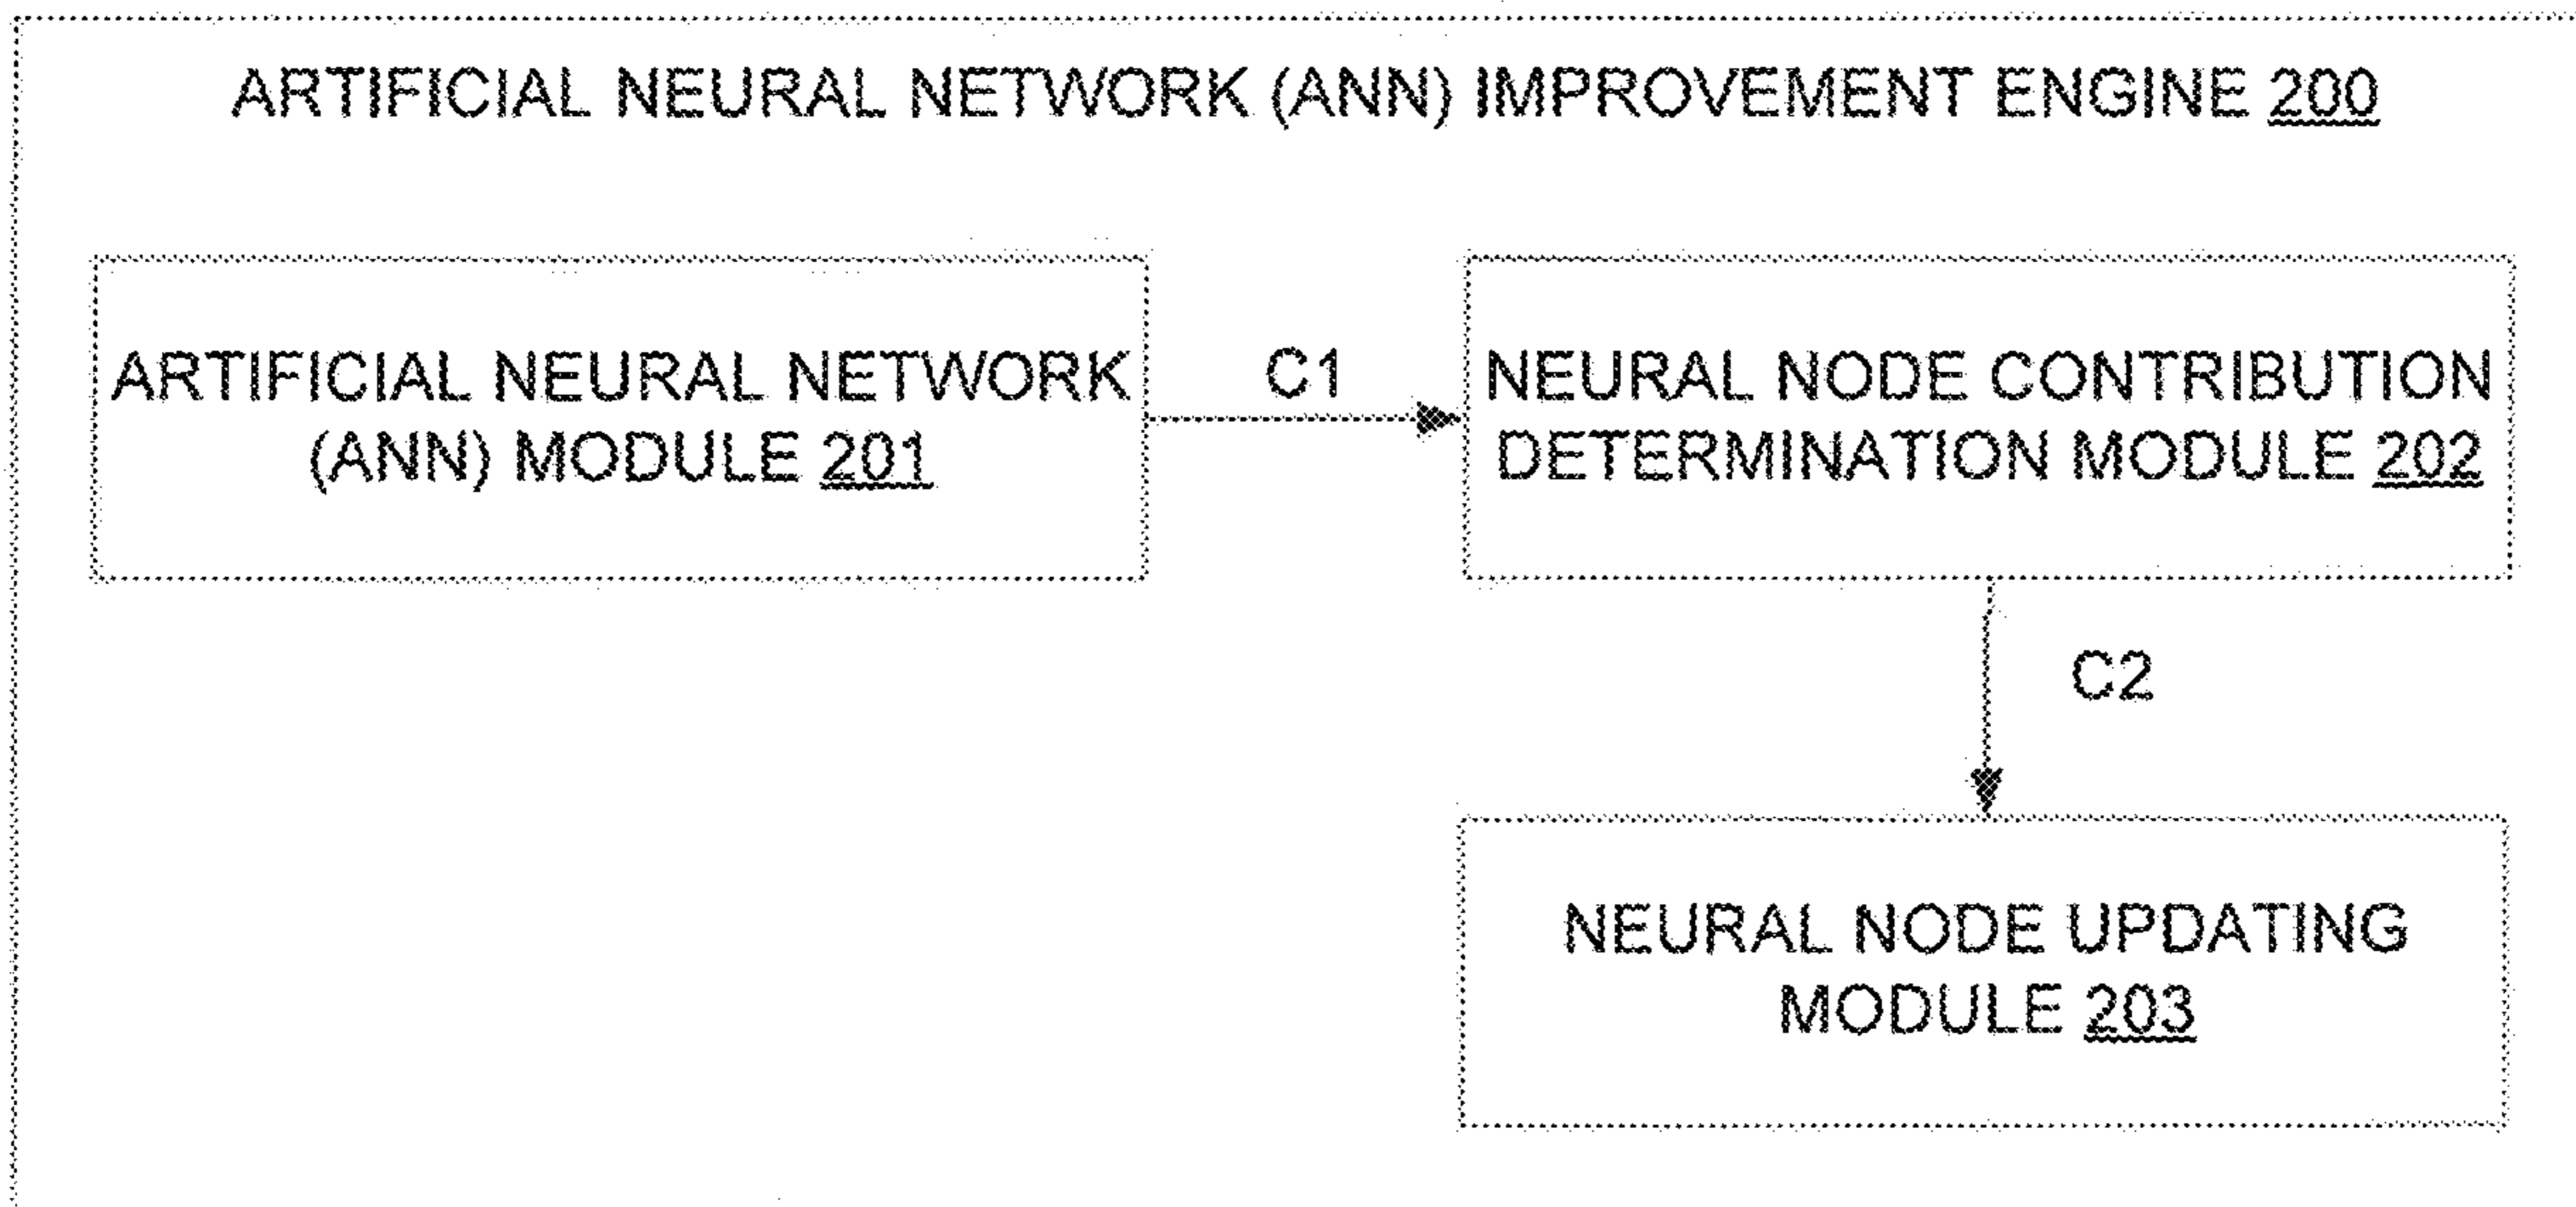 ARTIFICIAL NEURAL NETWORK (ANN) IMPROVEMENT ENGINE 200
ARTIFICIAL NEURAL NETWORK
(ANN) MODULE 201
C1
NEURAL NODE CONTRIBUTION
DETERMINATION MODULE 202
C2
NEURAL NODE UPDATING
MODULE 203